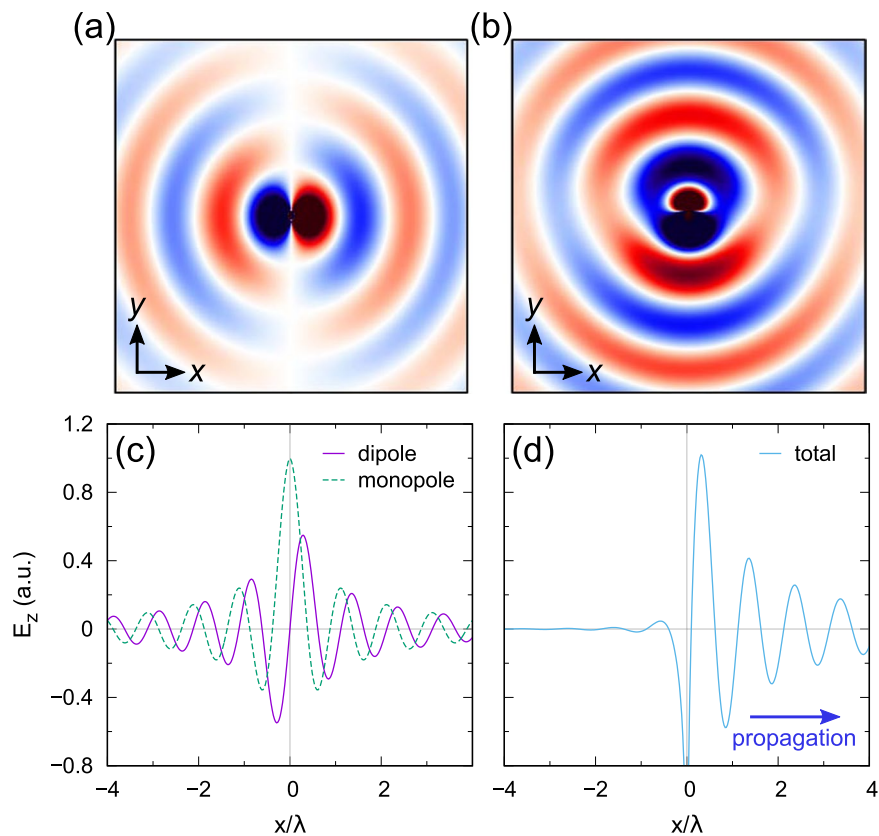 (a)
(b)
y
x
y
x
(c)
dipole
monopole
(d)
total
E_z (a.u.)
1.2
0.8
0.4
0
−0.4
−0.8
propagation
−4
−2
0
2
−4
−2
0
2
4
x/λ
x/λ